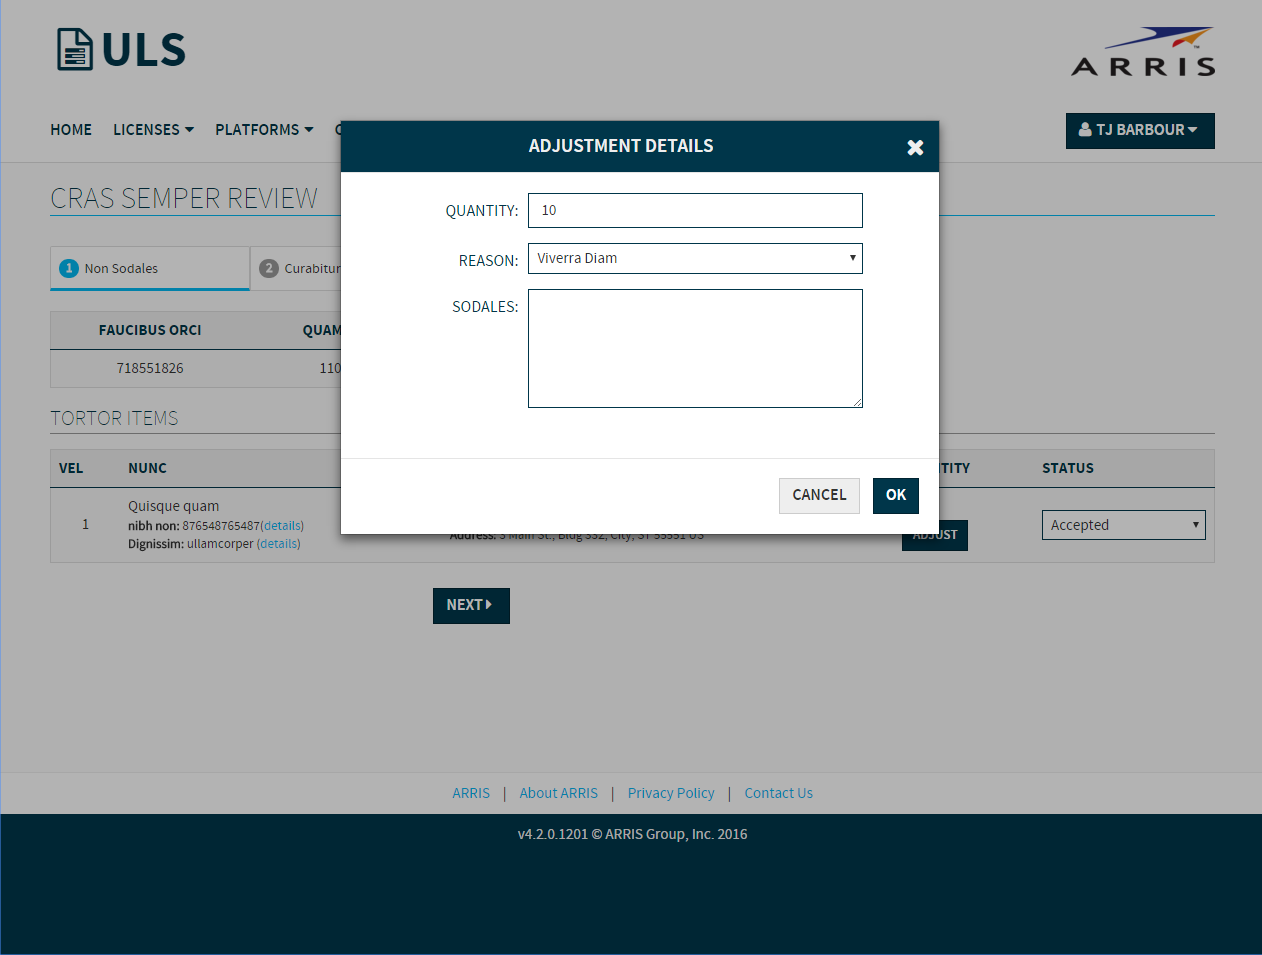 ULS
ARRIS
HOME LICENSES PLATFORMS
TJ BARBOUR
ADJUSTMENT DETAILS
CRAS SEMPER REVIEW
QUANTITY: 10
REASON: Viverra Diam
SODALES:
1 Non Sodales 2 Curabitur
FAUCIBUS ORCI QUAM
718551826 110
TORTOR ITEMS
VEL NUNC STATUS
CANCEL OK
1
Quisque quam
nibh non: 876548765487(details)
Dignissim: ullamcorper (details)
Accepted
ADJUST
NEXT
ARRIS | About ARRIS | Privacy Policy | Contact Us
v4.2.0.1201 © ARRIS Group, Inc. 2016